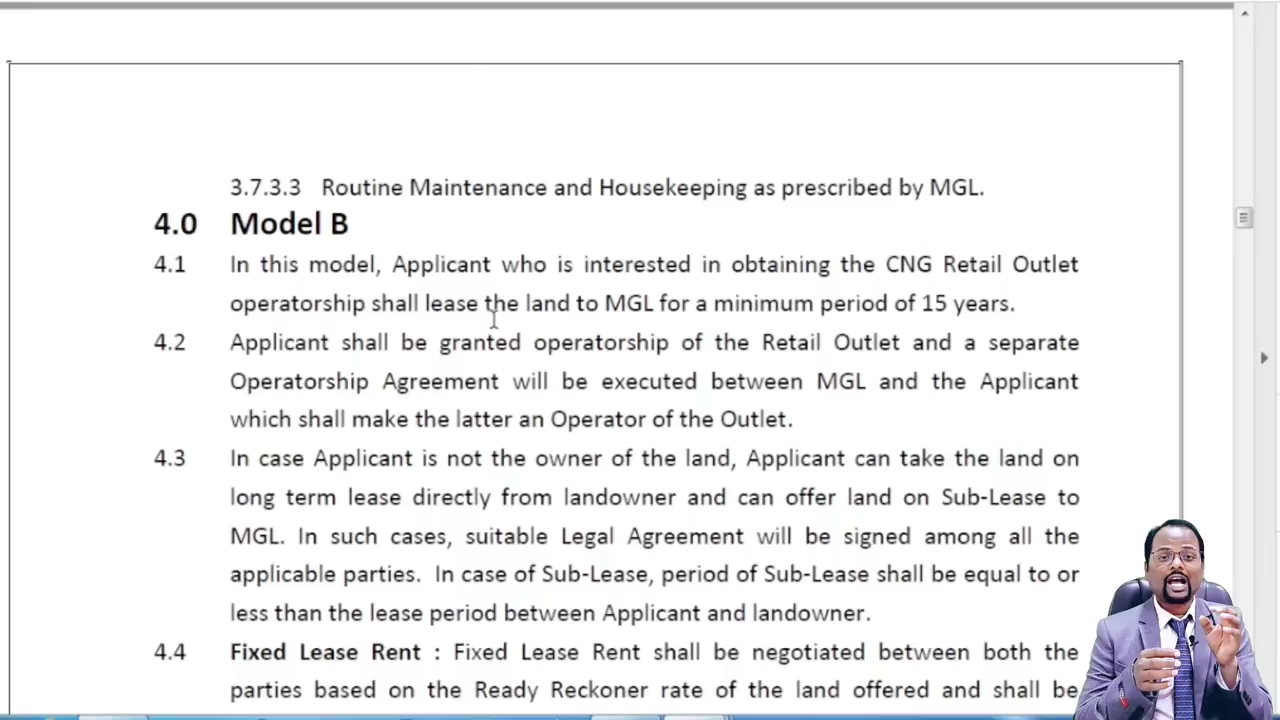 3.7.3.3 Routine Maintenance and Housekeeping as prescribed by MGL.
4.0 Model B
4.1 In this model, Applicant who is interested in obtaining the CNG Retail Outlet
operatorship shall lease the land to MGL for a minimum period of 15 years.
4.2 Applicant shall be granted operatorship of the Retail Outlet and a separate
Operatorship Agreement will be executed between MGL and the Applicant
which shall make the latter an Operator of the Outlet.
4.3 In case Applicant is not the owner of the land, Applicant can take the land on
long term lease directly from landowner and can offer land on Sub-Lease to
MGL. In such cases, suitable Legal Agreement will be signed among all the
applicable parties. In case of Sub-Lease, period of Sub-Lease shall be equal to or
less than the lease period between Applicant and landowner.
4.4 Fixed Lease Rent : Fixed Lease Rent shall be negotiated between both the
parties based on the Ready Reckoner rate of the land offered and shall be